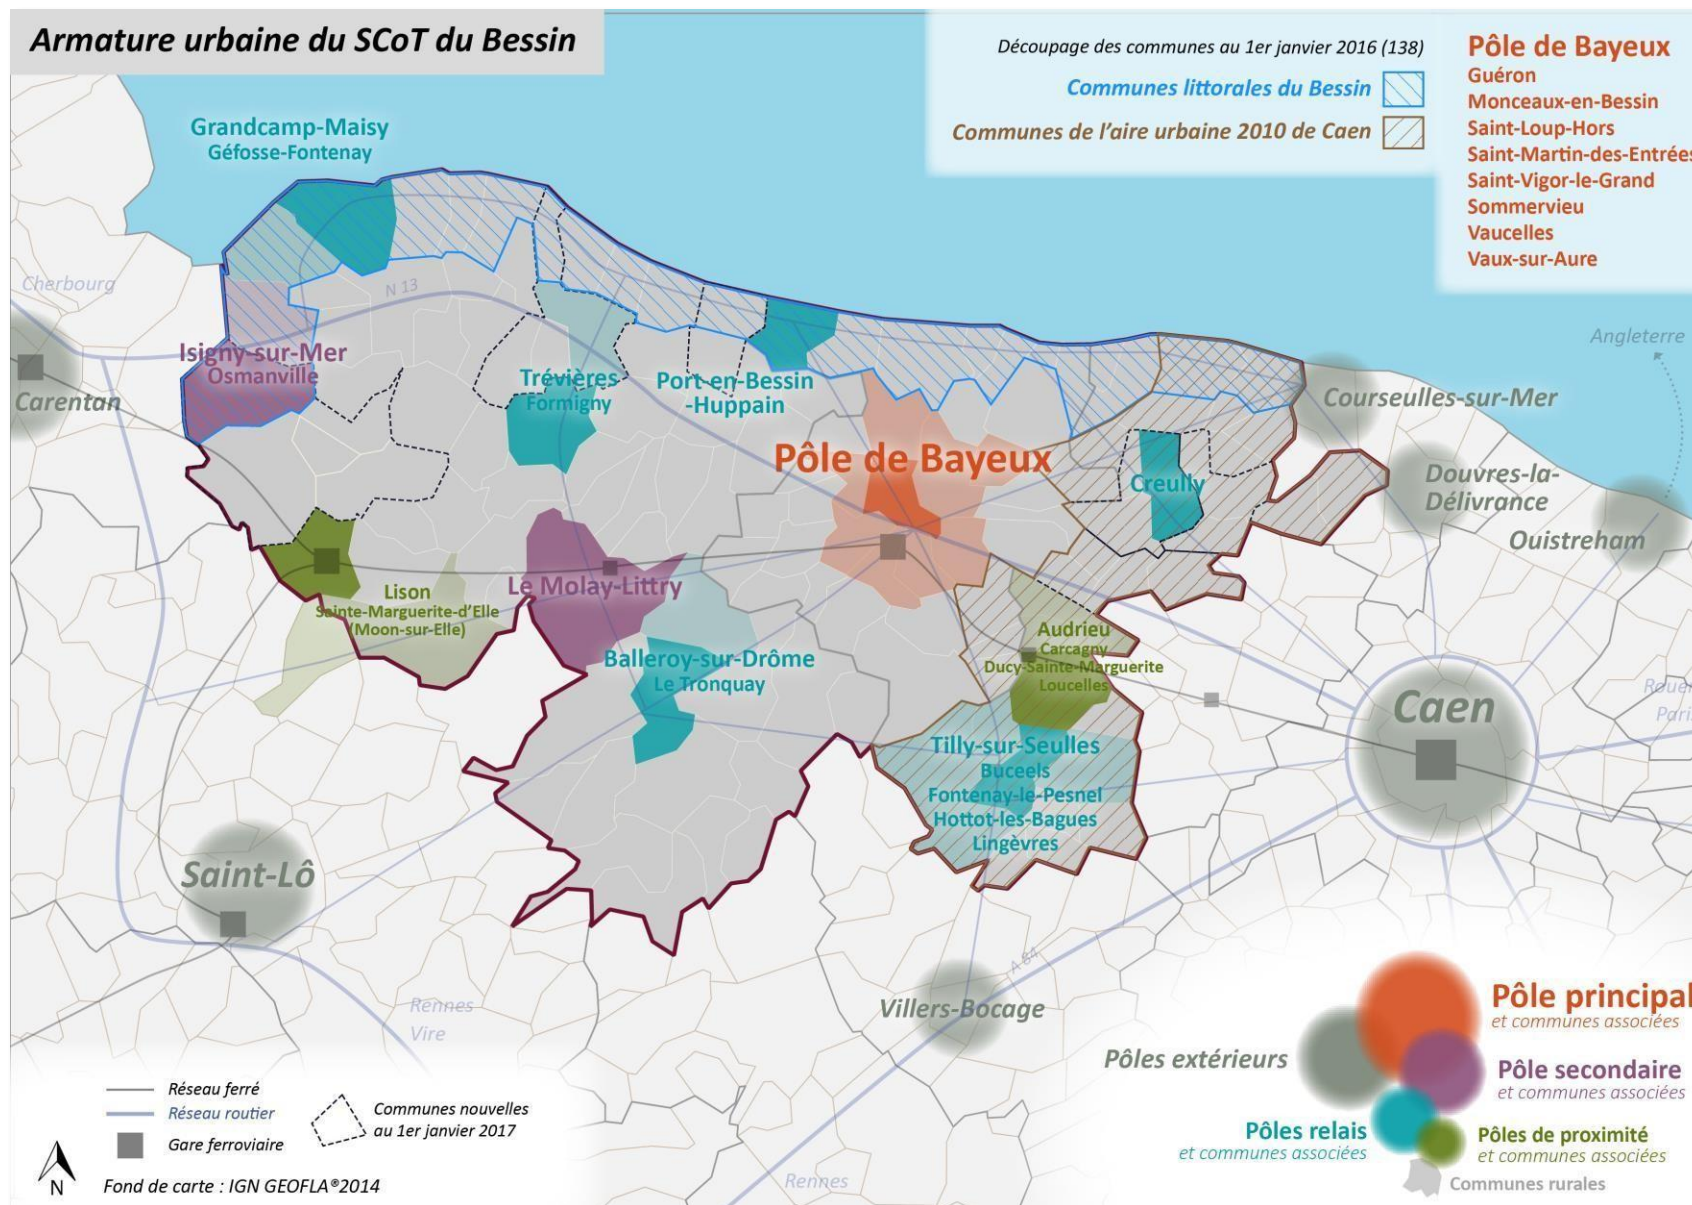 Armature urbaine du SCoT du Bessin
Découpage des communes au 1er janvier 2016 (138)
Communes littorales du Bessin
Communes de l'aire urbaine 2010 de Caen
Pôle de Bayeux
Guéron
Monceaux-en-Bessin
Saint-Loup-Hors
Saint-Martin-des-Entrées
Saint-Vigor-le-Grand
Sommervieu
Vaucelles
Vaux-sur-Aure
Grandcamp-Maisy
Géfosse-Fontenay
Cherbourg
N 13
Angleterre
Isigny-sur-Mer
Osmanville
Carentan
Trévières
Formigny
Port-en-Bessin
-Huppain
Courseulles-sur-Mer
Pôle de Bayeux
Creully
Douvres-la-
Délivrance
Ouistreham
Lison
Sainte-Marguerite-d'Elle
(Moon-sur-Elle)
Le Molay-Littry
Audrieu
Carcagny
Ducy-Sainte-Marguerite
Loucelles
Balleroy-sur-Drôme
Le Tronquay
Caen
Rouen
Paris
Tilly-sur-Seulles
Buceels
Fontenay-le-Pesnel
Hottot-les-Bagues
Lingèvres
Saint-Lô
A 84
Villers-Bocage
Rennes
Vire
Rennes
Pôle principal
et communes associées
Pôles extérieurs
Pôle secondaire
et communes associées
Pôles relais
et communes associées
Pôles de proximité
et communes associées
Communes rurales
Réseau ferré
Réseau routier
Gare ferroviaire
Communes nouvelles
au 1er janvier 2017
N
Fond de carte : IGN GEOFLA®2014